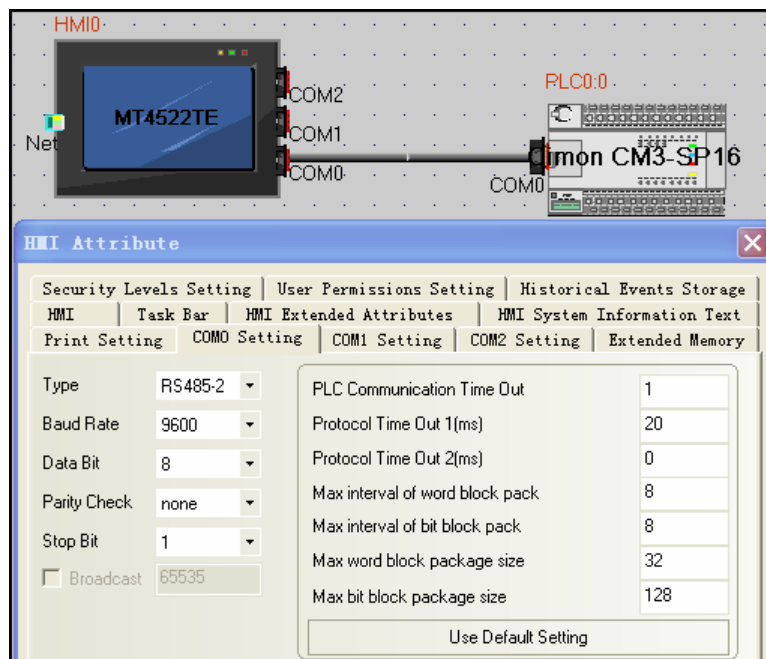 HMI0
PLC0:0
COM2
MT4522TE
COM1
Net
Cimon CM3-SP16
COM0
COM0
HMI Attribute
Security Levels Setting User Permissions Setting Historical Events Storage
HMI Task Bar HMI Extended Attributes HMI System Information Text
Print Setting COM0 Setting COM1 Setting COM2 Setting Extended Memory
Type RS485-2 PLC Communication Time Out 1
Baud Rate 9600 Protocol Time Out 1(ms) 20
Data Bit 8 Protocol Time Out 2(ms) 0
Parity Check none Max interval of word block pack 8
Stop Bit 1 Max interval of bit block pack 8
Broadcast 65535 Max word block package size 32
Max bit block package size 128
Use Default Setting